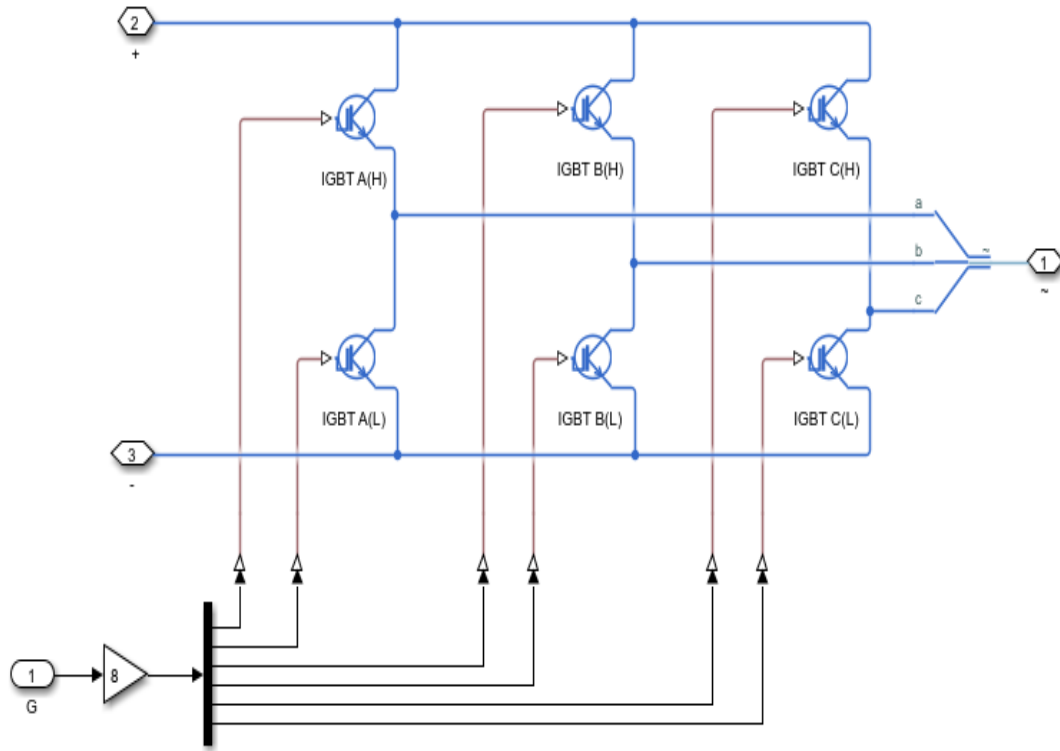 2
+
IGBT A(H)
IGBT B(H)
IGBT C(H)
a
b
c
~
1
~
IGBT A(L)
IGBT B(L)
IGBT C(L)
3
-
1
G
8